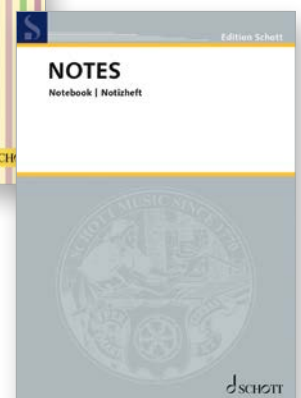 Edition Schott
NOTES
Notebook | Notizheft
SCHOTT MUSIC SINCE 1770
SCHOTT